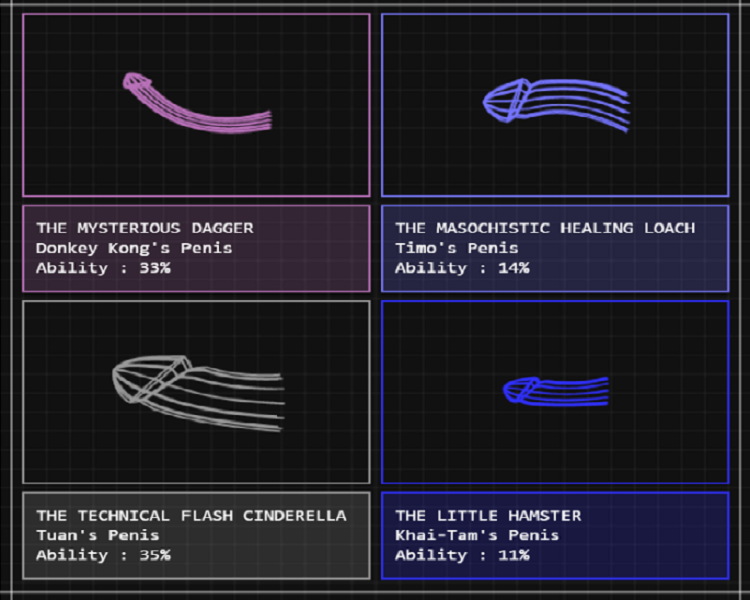 THE MYSTERIOUS DAGGER
Donkey Kong's Penis
Ability : 33%
THE MASOCHISTIC HEALING LOACH
Timo's Penis
Ability : 14%
THE TECHNICAL FLASH CINDERELLA
Tuan's Penis
Ability : 35%
THE LITTLE HAMSTER
Khai-Tam's Penis
Ability : 11%